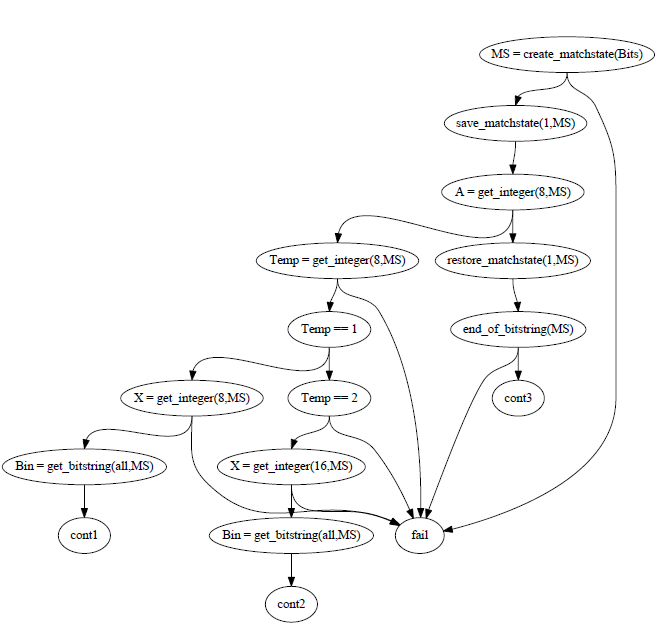 MS = create_matchstate(Bits)
save_matchstate(1,MS)
A = get_integer(8,MS)
Temp = get_integer(8,MS)
restore_matchstate(1,MS)
Temp == 1
end_of_bitstring(MS)
X = get_integer(8,MS)
Temp == 2
cont3
Bin = get_bitstring(all,MS)
X = get_integer(16,MS)
cont1
Bin = get_bitstring(all,MS)
fail
cont2